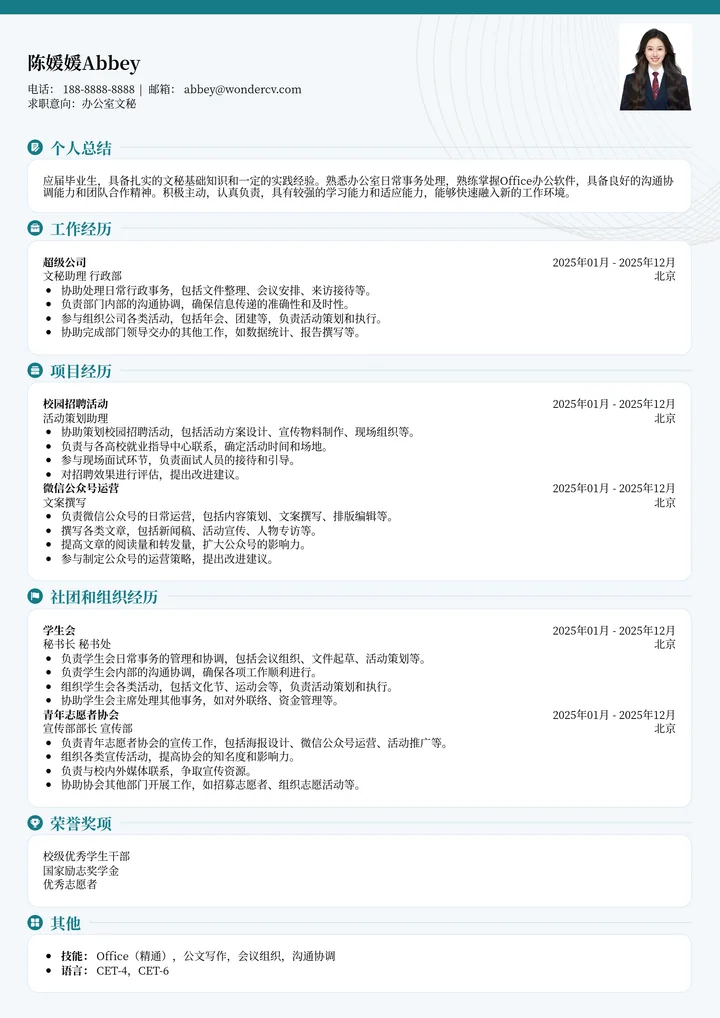 陈媛媛Abbey
电话： 188-8888-8888 | 邮箱： abbey@wondercv.com
求职意向：办公室文秘
个人总结
应届毕业生，具备扎实的文秘基础知识和一定的实践经验。熟悉办公室日常事务处理，熟练掌握Office办公软件，具备良好的沟通协
调能力和团队合作精神。积极主动，认真负责，具有较强的学习能力和适应能力，能够快速融入新的工作环境。
工作经历
超级公司 2025年01月 - 2025年12月
文秘助理 行政部 北京
• 协助处理日常行政事务，包括文件整理、会议安排、来访接待等。
• 负责部门内部的沟通协调，确保信息传递的准确性和及时性。
• 参与组织公司各类活动，包括年会、团建等，负责活动策划和执行。
• 协助完成部门领导交办的其他工作，如数据统计、报告撰写等。
项目经历
校园招聘活动 2025年01月 - 2025年12月
活动策划助理 北京
• 协助策划校园招聘活动，包括活动方案设计、宣传物料制作、现场组织等。
• 负责与各高校就业指导中心联系，确定活动时间和场地。
• 参与现场面试环节，负责面试人员的接待和引导。
• 对招聘效果进行评估，提出改进建议。
微信公众号运营 2025年01月 - 2025年12月
文案撰写 北京
• 负责微信公众号的日常运营，包括内容策划、文案撰写、排版编辑等。
• 撰写各类文章，包括新闻稿、活动宣传、人物专访等。
• 提高文章的阅读量和转发量，扩大公众号的影响力。
• 参与制定公众号的运营策略，提出改进建议。
社团和组织经历
学生会 2025年01月 - 2025年12月
秘书长 秘书处 北京
• 负责学生会日常事务的管理和协调，包括会议组织、文件起草、活动策划等。
• 负责学生会内部的沟通协调，确保各项工作顺利进行。
• 组织学生会各类活动，包括文化节、运动会等，负责活动策划和执行。
• 协助学生会主席处理其他事务，如对外联络、资金管理等。
青年志愿者协会 2025年01月 - 2025年12月
宣传部部长 宣传部 北京
• 负责青年志愿者协会的宣传工作，包括海报设计、微信公众号运营、活动推广等。
• 组织各类宣传活动，提高协会的知名度和影响力。
• 负责与校内外媒体联系，争取宣传资源。
• 协助协会其他部门开展工作，如招募志愿者、组织志愿活动等。
荣誉奖项
校级优秀学生干部
国家励志奖学金
优秀志愿者
其他
• 技能： Office（精通），公文写作，会议组织，沟通协调
• 语言： CET-4，CET-6